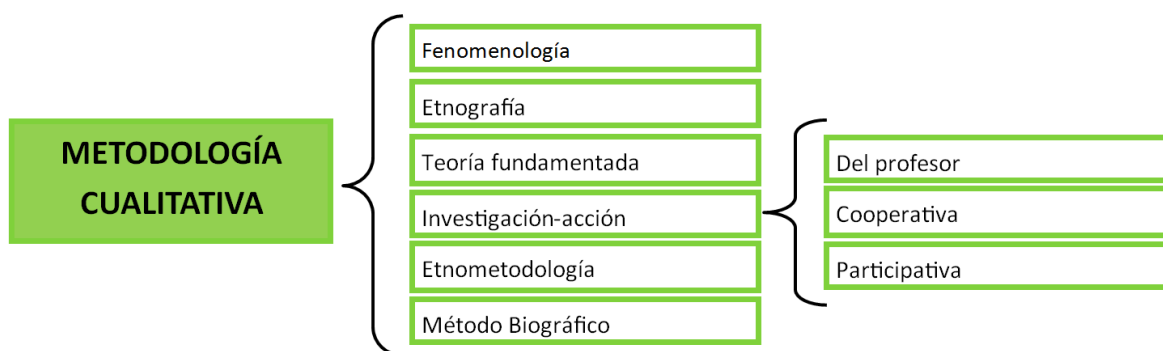 METODOLOGÍA
CUALITATIVA
Fenomenología
Etnografía
Teoría fundamentada
Investigación-acción
Etnometodología
Método Biográfico
Del profesor
Cooperativa
Participativa